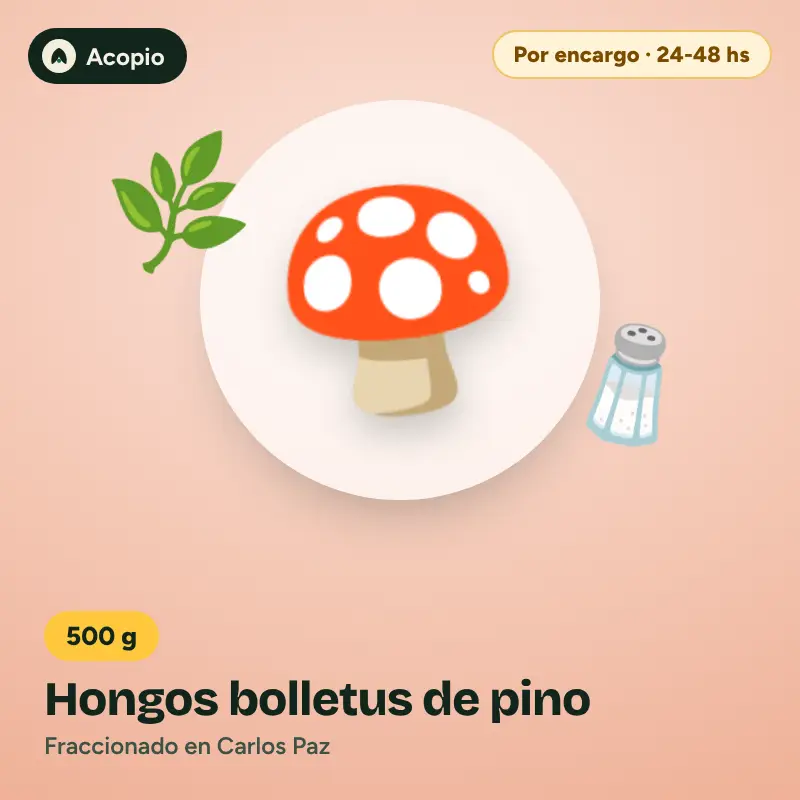 Acopio
Por encargo · 24-48 hs
500 g
Hongos bolletus de pino
Fraccionado en Carlos Paz